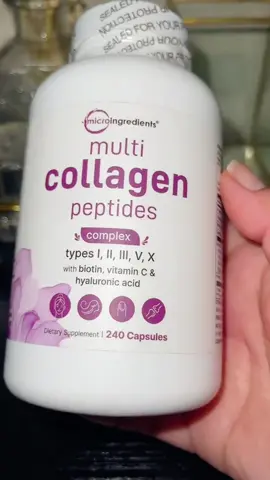 SEALED FOR YOUR PROTECTION
microingredients®
multi
collagen
peptides
complex
types I, II, III, V, X
with biotin, vitamin C &
hyaluronic acid
Dietary Supplement | 240 Capsules